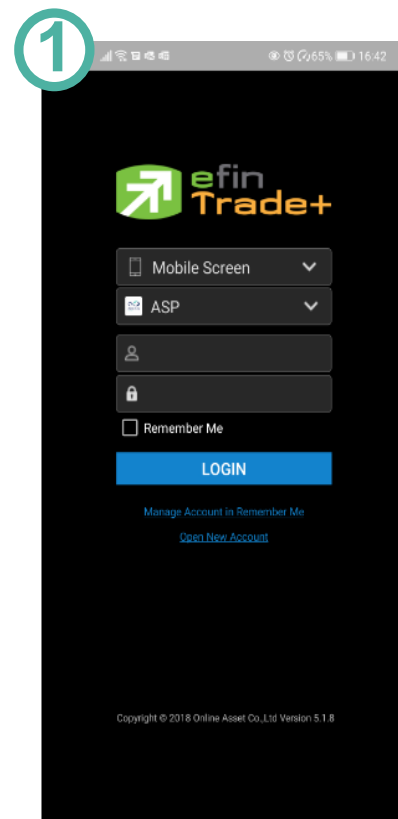 1
65% 16:42
efin
Trade+
Mobile Screen
ASP
Remember Me
LOGIN
Manage Account in Remember Me
Open New Account
Copyright © 2018 Online Asset Co.,Ltd Version 5.1.8